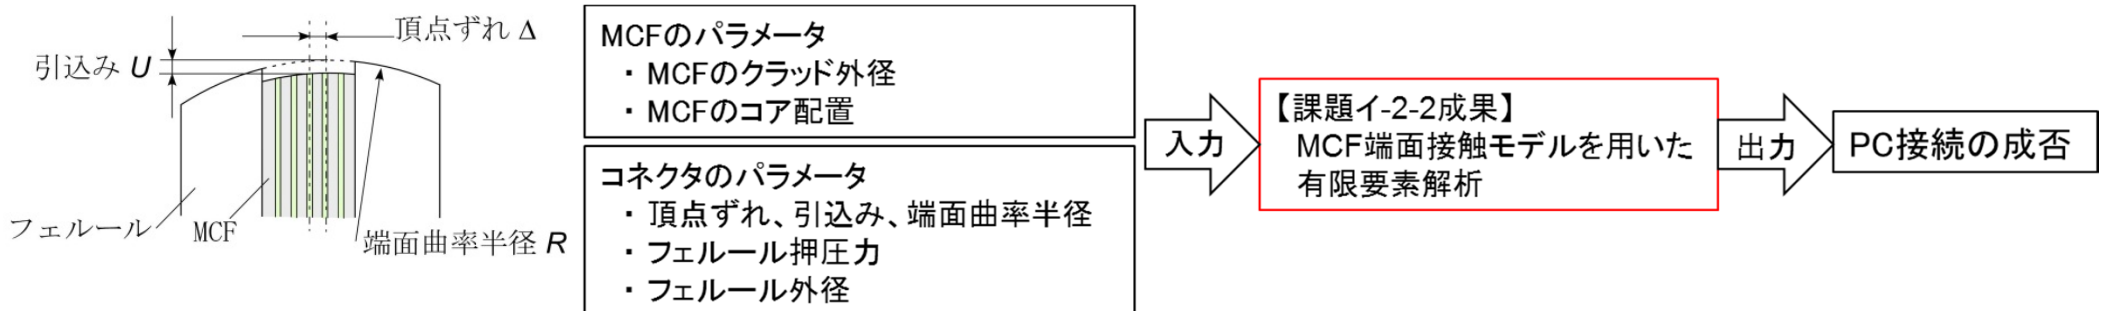 頂点ずれ Δ
引込み U
フェルール
MCF
端面曲率半径 R
MCFのパラメータ
・MCFのクラッド外径
・MCFのコア配置
コネクタのパラメータ
・頂点ずれ、引込み、端面曲率半径
・フェルール押圧力
・フェルール外径
入力
【課題イ-2-2成果】
MCF端面接触モデルを用いた
有限要素解析
出力
PC接続の成否